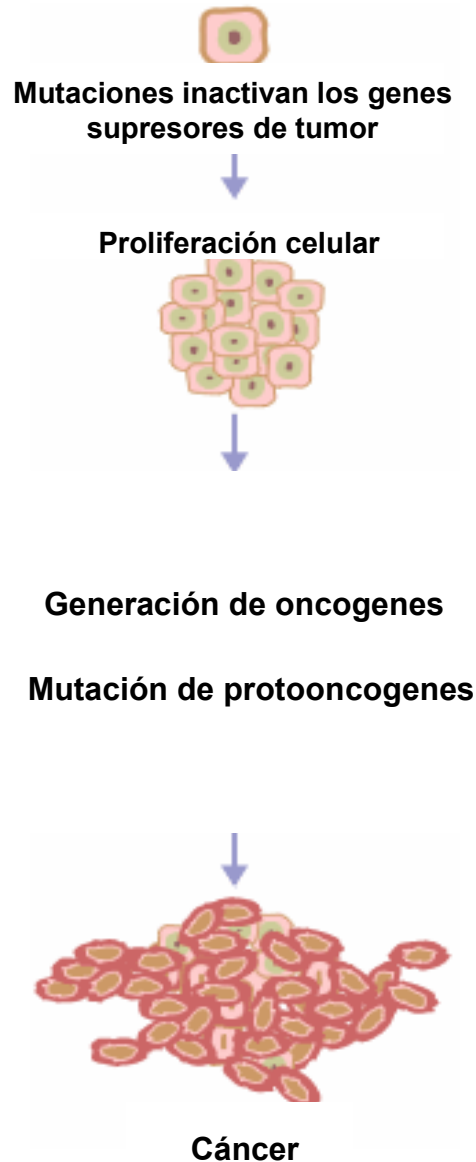 Mutaciones inactivan los genes
supresores de tumor
Proliferación celular
Generación de oncogenes
Mutación de protooncogenes
Cáncer